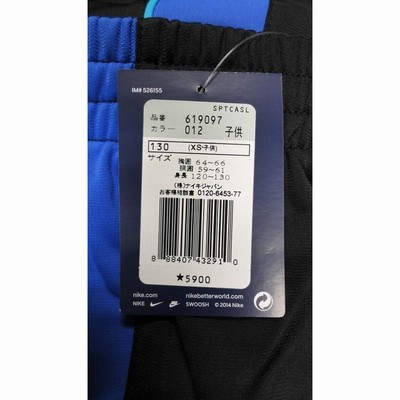 IM# 526155
SPTCASL
品番 619097
カラー 012 子供
130 (XS-子供)
サイズ 胸囲 64~66
胴囲 59~61
身長 120~130
(株)ナイキジャパン
お客様相談室 0120-6453-77
8 88407 43291 0
★5900
nike.com nikebetterworld.com
NIKE SWOOSH © 2014 Nike